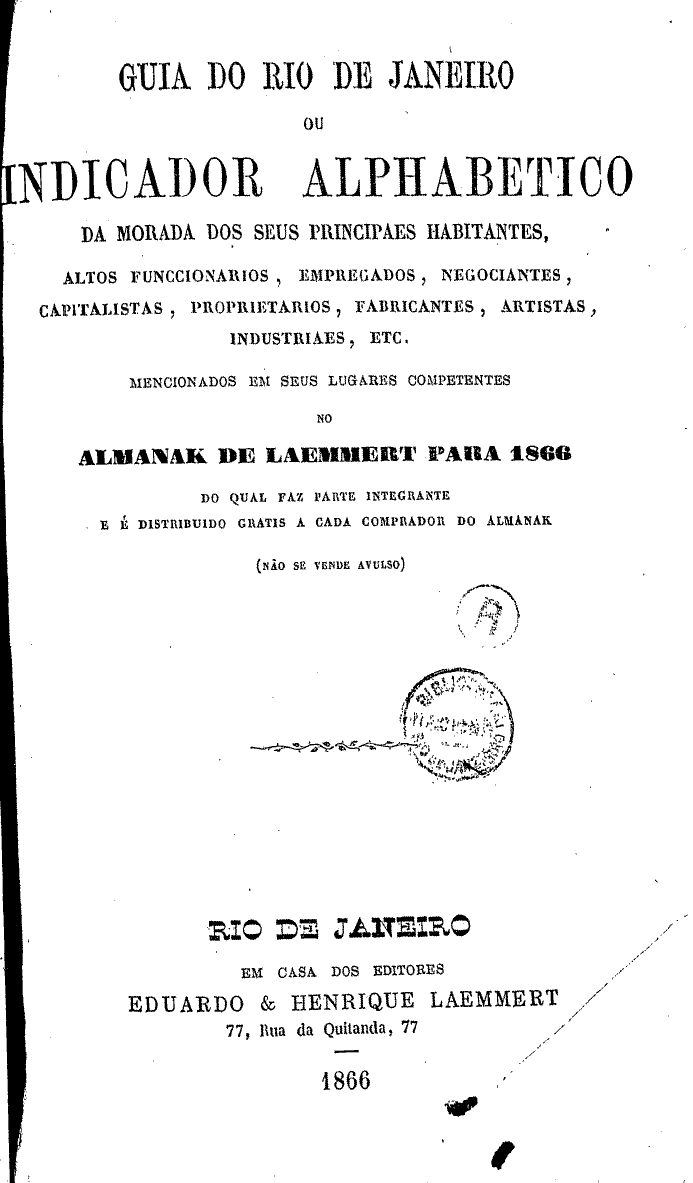 GUIA DO RIO DE JANEIRO
OU
INDICADOR ALPHABETICO
DA MORADA DOS SEUS PRINCIPAES HABITANTES,
ALTOS FUNCCIONARIOS, EMPREGADOS, NEGOCIANTES,
CAPITALISTAS, PROPRIETARIOS, FABRICANTES, ARTISTAS,
INDUSTRIAES, ETC.
MENCIONADOS EM SEUS LUGARES COMPETENTES
NO
ALMANAK DE LAEMMERT PARA 1866
DO QUAL FAZ PARTE INTEGRANTE
E É DISTRIBUIDO GRATIS A CADA COMPRADOR DO ALMANAK
(NÃO SE VENDE AVULSO)
R
RIO DE JANEIRO
EM CASA DOS EDITORES
EDUARDO & HENRIQUE LAEMMERT
77, Rua da Quitanda, 77
1866